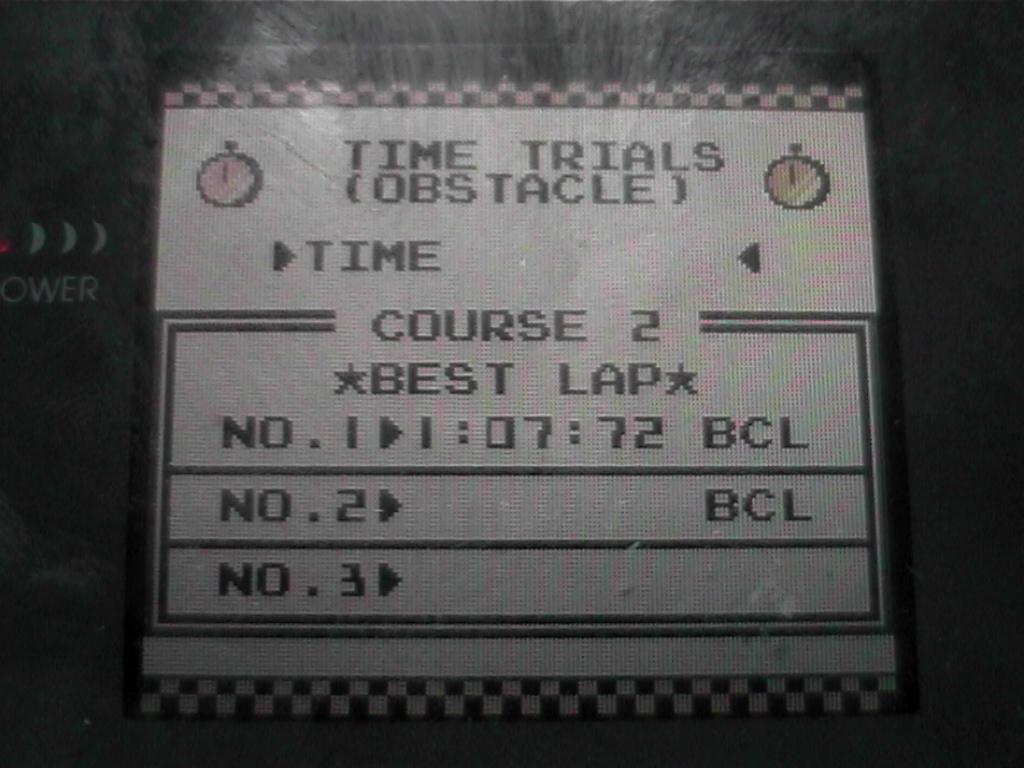 TIME TRIALS
(OBSTACLE)
TIME
COURSE 2
★BEST LAP★
NO.1▶1:07:72 BCL
NO.2▶ BCL
NO.3▶
OWER